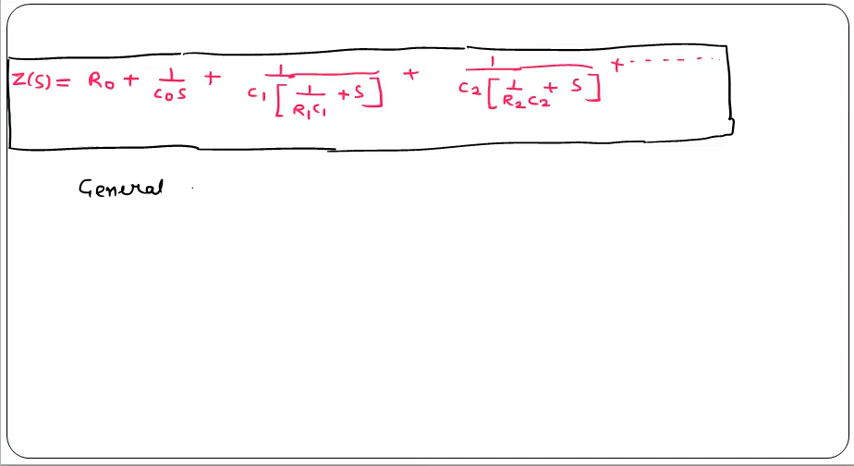 Z(S) = R0 + 1/C0S + 1/C1[1/R1C1 + S] + 1/C2[1/R2C2 + S] + - - - - - - -
General